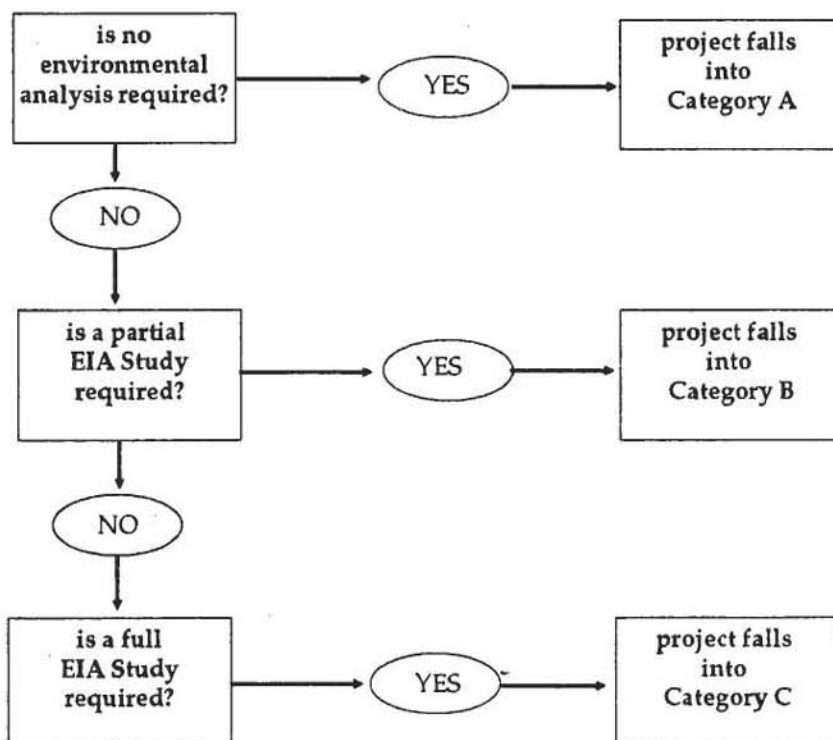 is no
environmental
analysis required?
YES
project falls
into
Category A
NO
is a partial
EIA Study
required?
YES
project falls
into
Category B
NO
is a full
EIA Study
required?
YES
project falls
into
Category C